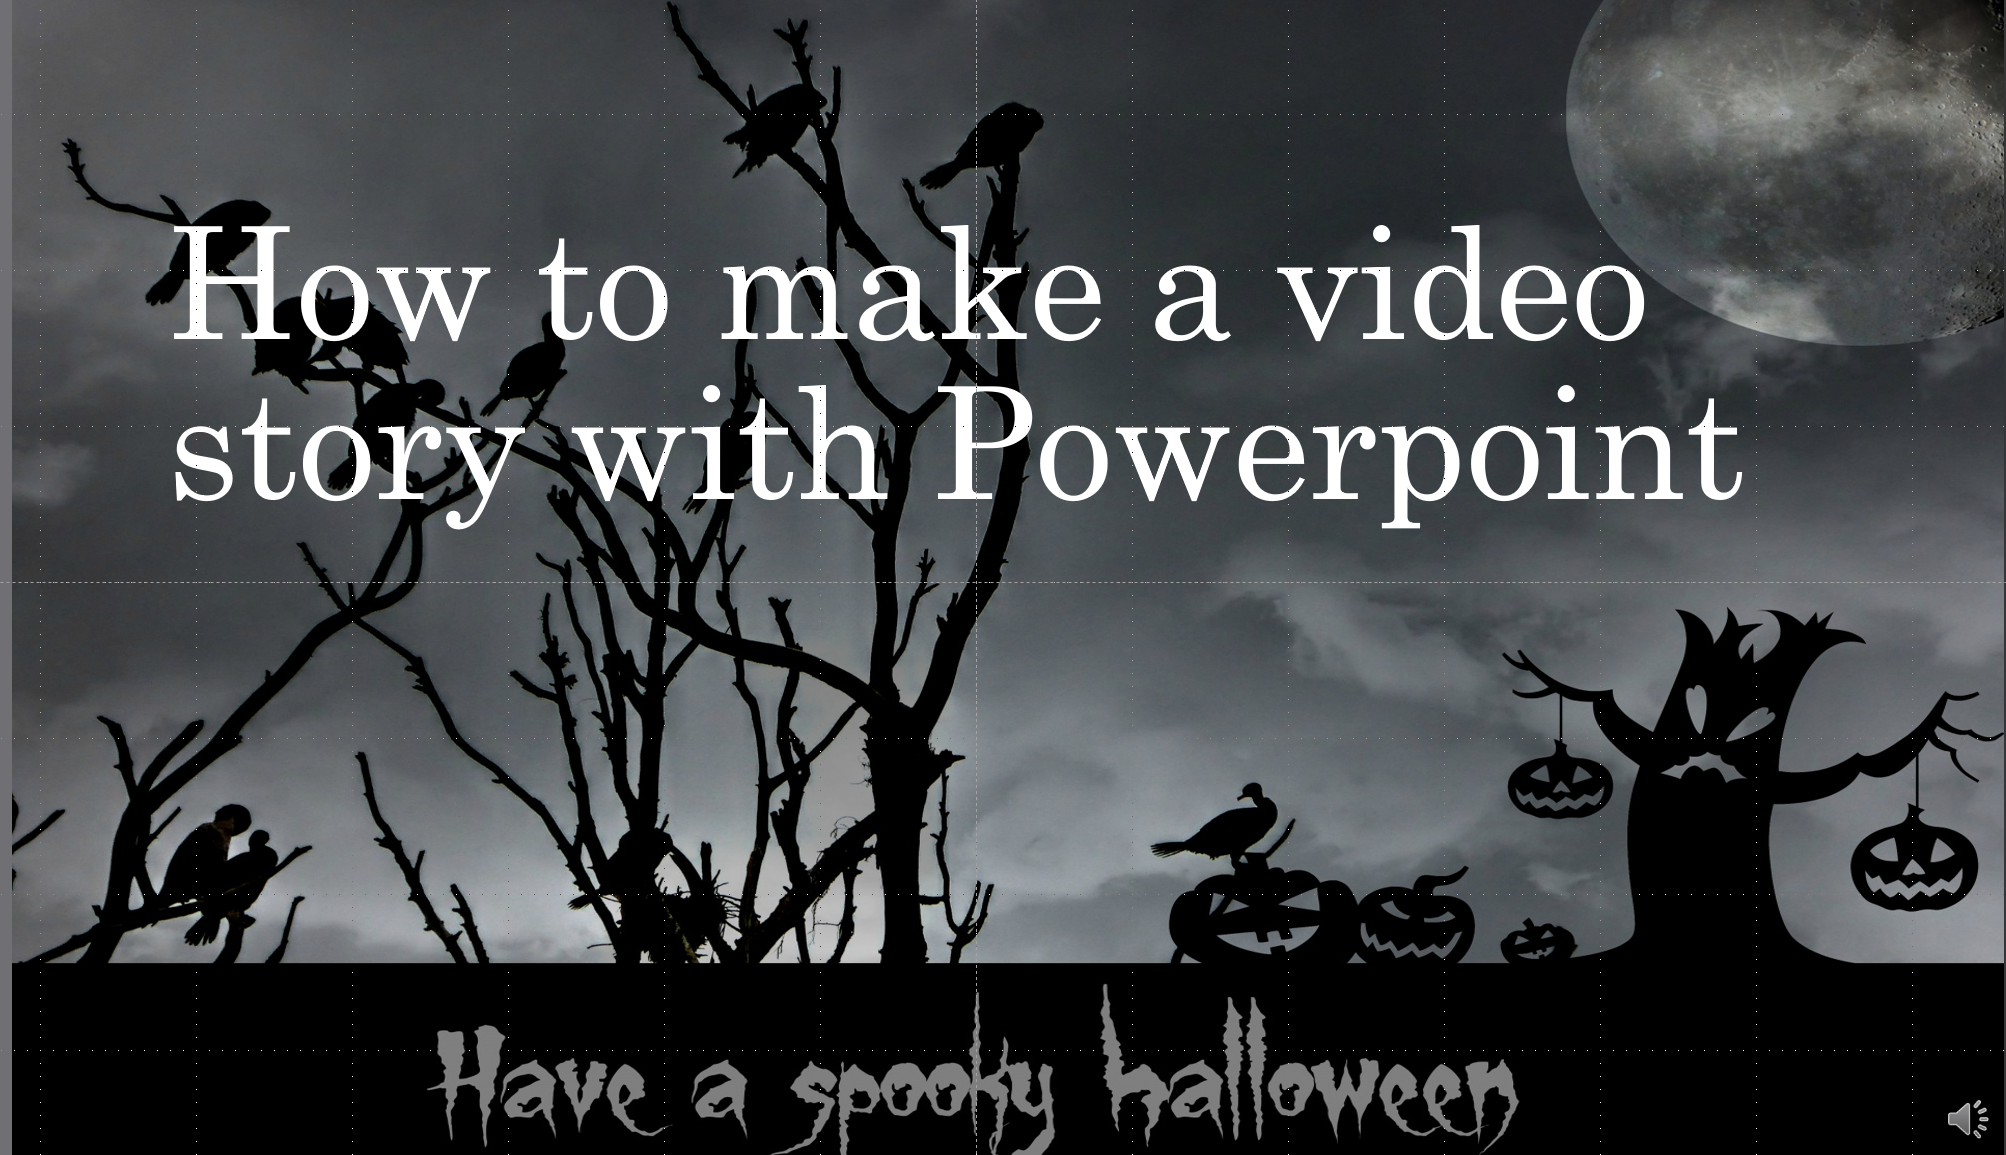 How to make a video
story with Powerpoint
Have a spooky halloween